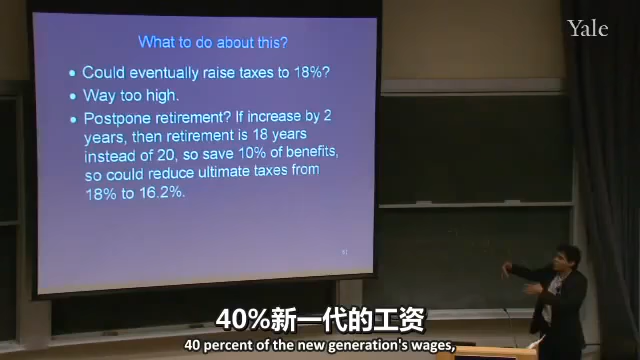 Yale
What to do about this?
• Could eventually raise taxes to 18%?
• Way too high.
• Postpone retirement? If increase by 2
years, then retirement is 18 years
instead of 20, so save 10% of benefits,
so could reduce ultimate taxes from
18% to 16.2%.
40%新一代的工资
40 percent of the new generation's wages,